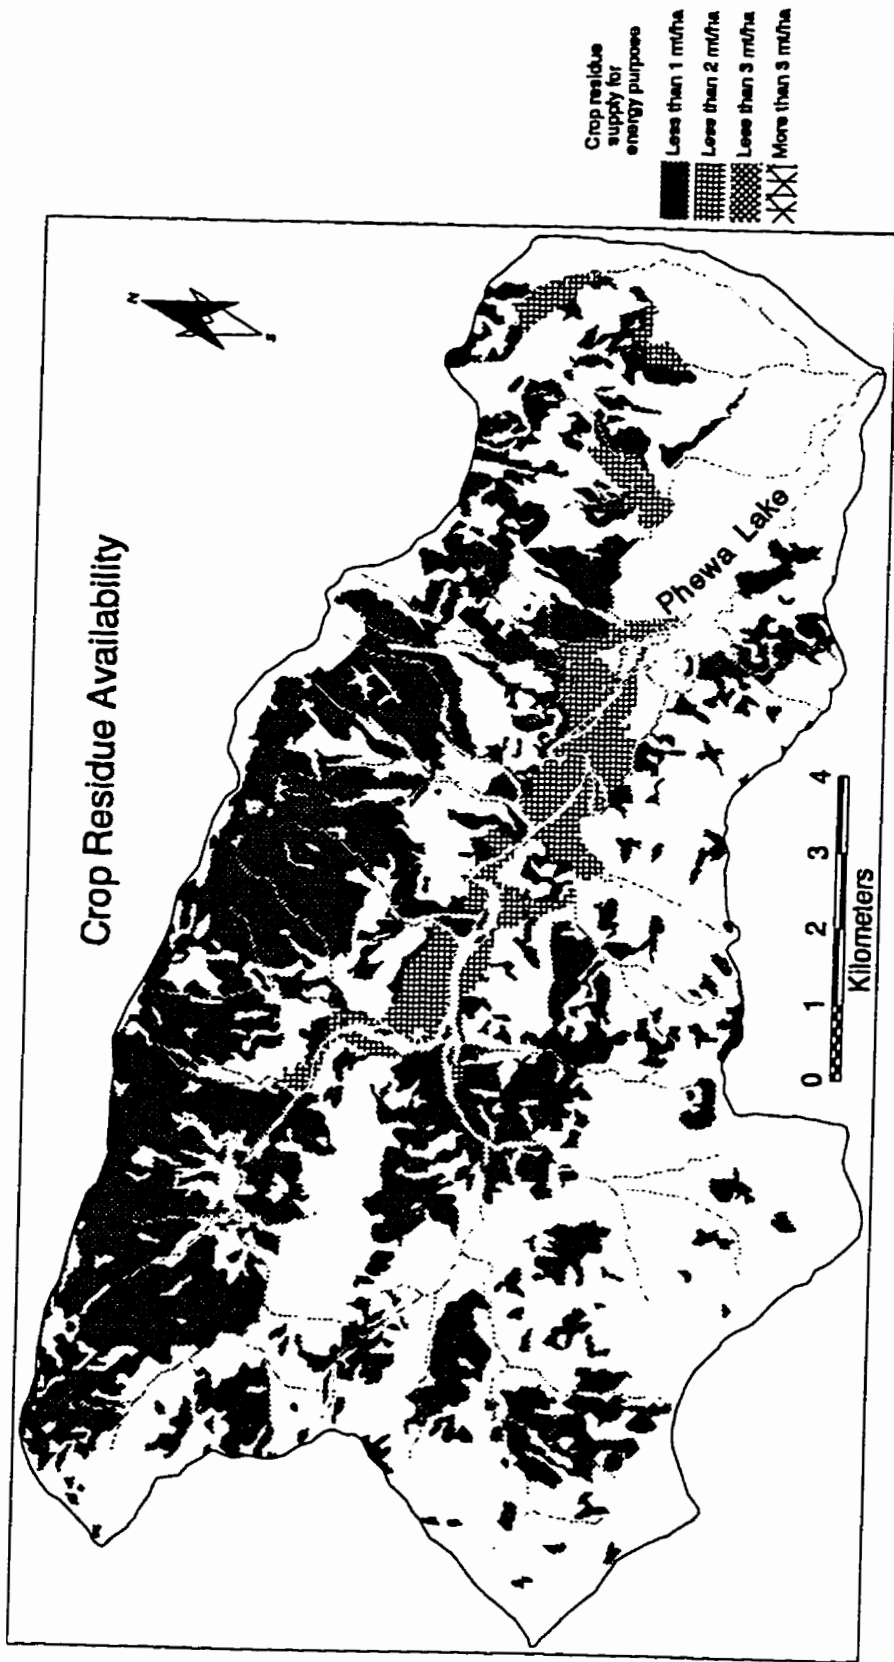 Crop Residue Availability
N
S
Phewa Lake
0 1 2 3 4
Kilometers
Crop residue
supply for
energy purpose
Less than 1 mt/ha
Less than 2 mt/ha
Less than 3 mt/ha
More than 3 mt/ha